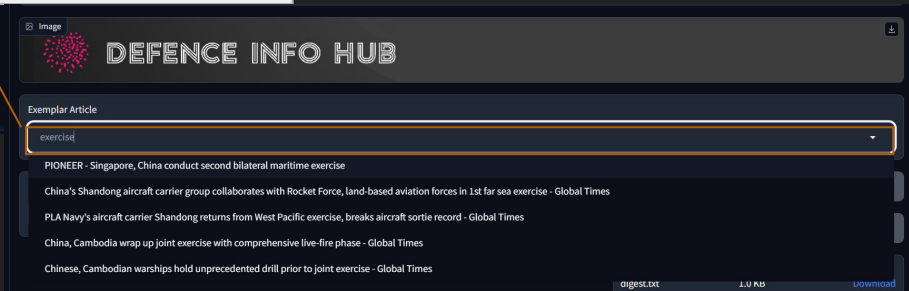 Image
DEFENCE INFO HUB
Exemplar Article
exercise
PIONEER - Singapore, China conduct second bilateral maritime exercise
China's Shandong aircraft carrier group collaborates with Rocket Force, land-based aviation forces in 1st far sea exercise - Global Times
PLA Navy's aircraft carrier Shandong returns from West Pacific exercise, breaks aircraft sortie record - Global Times
China, Cambodia wrap up joint exercise with comprehensive live-fire phase - Global Times
Chinese, Cambodian warships hold unprecedented drill prior to joint exercise - Global Times
digest.txt 1.0 KB Download